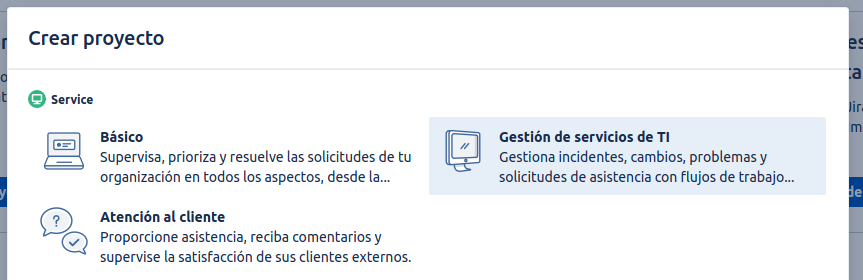 Crear proyecto
Service
Básico
Supervisa, prioriza y resuelve las solicitudes de tu
organización en todos los aspectos, desde la...
Gestión de servicios de TI
Gestiona incidentes, cambios, problemas y
solicitudes de asistencia con flujos de trabajo...
Atención al cliente
Proporcione asistencia, reciba comentarios y
supervise la satisfacción de sus clientes externos.